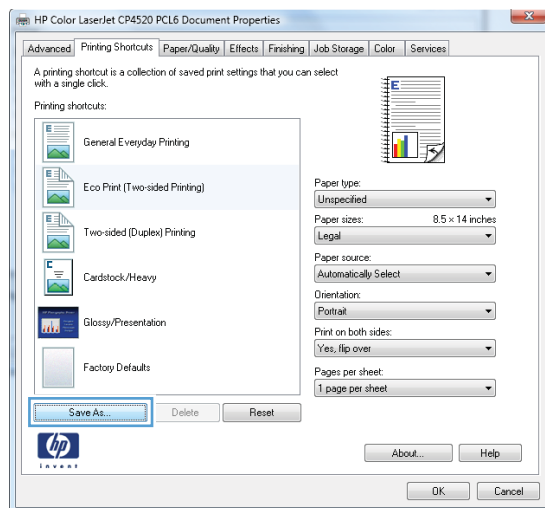 HP Color LaserJet CP4520 PCL6 Document Properties
Advanced Printing Shortcuts Paper/Quality Effects Finishing Job Storage Color Services
A printing shortcut is a collection of saved print settings that you can select
with a single click.
Printing shortcuts:
E
General Everyday Printing
E
Eco Print (Two-sided Printing)
E
Two-sided (Duplex) Printing
E
Cardstock/Heavy
Glossy/Presentation
Factory Defaults
Save As... Delete Reset
E
Paper type:
Unspecified
Paper sizes: 8.5 × 14 inches
Legal
Paper source:
Automatically Select
Orientation:
Portrait
Print on both sides:
Yes, flip over
Pages per sheet:
1 page per sheet
hp
invent
About... Help
OK Cancel